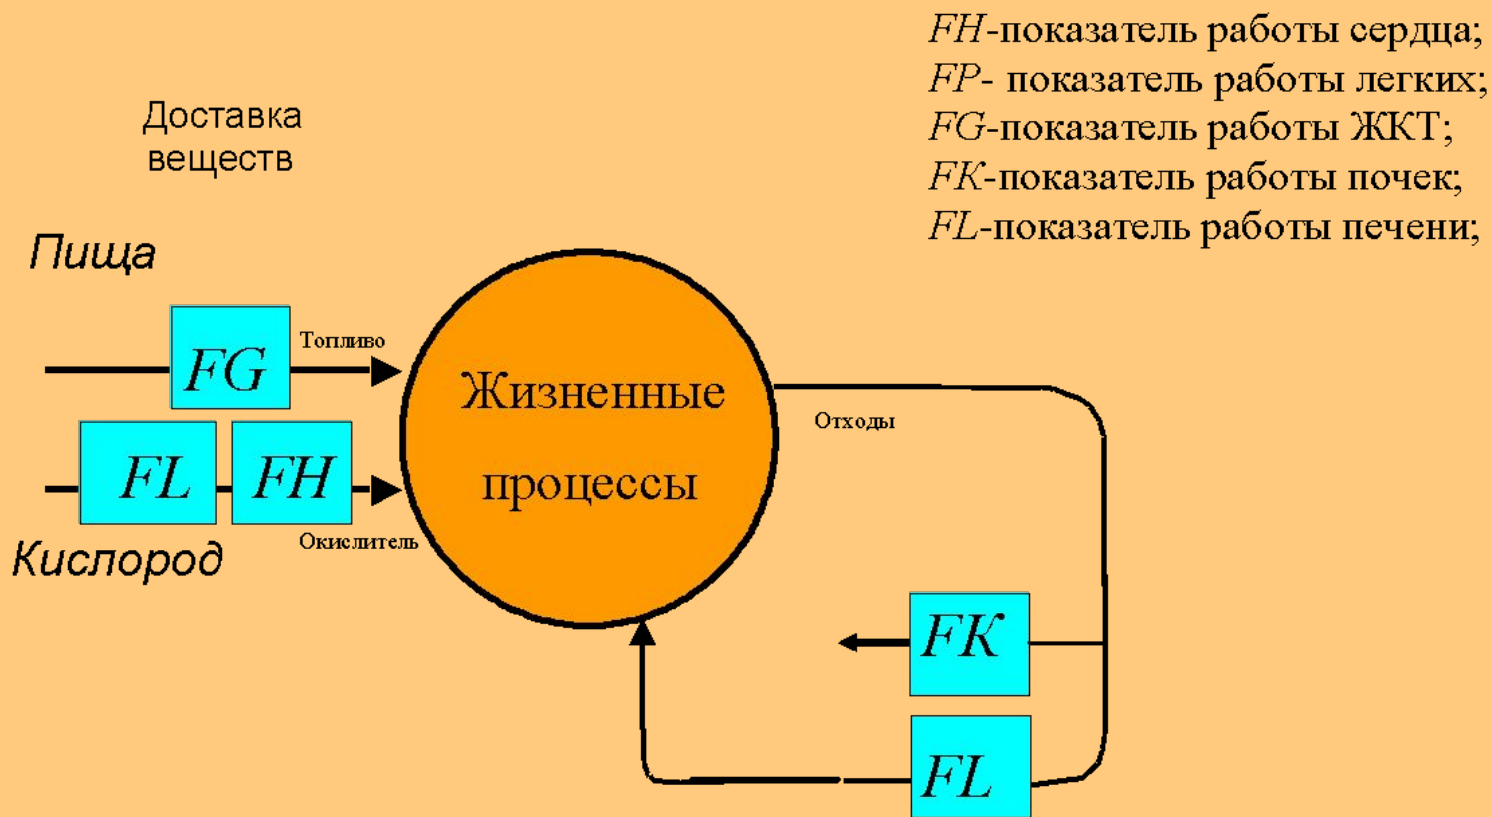 FH-показатель работы сердца;
FP- показатель работы легких;
FG-показатель работы ЖКТ;
FK-показатель работы почек;
FL-показатель работы печени;
Доставка
веществ
Пища
FG
Топливо
FL
FH
Окислитель
Кислород
Жизненные
процессы
Отходы
FK
FL